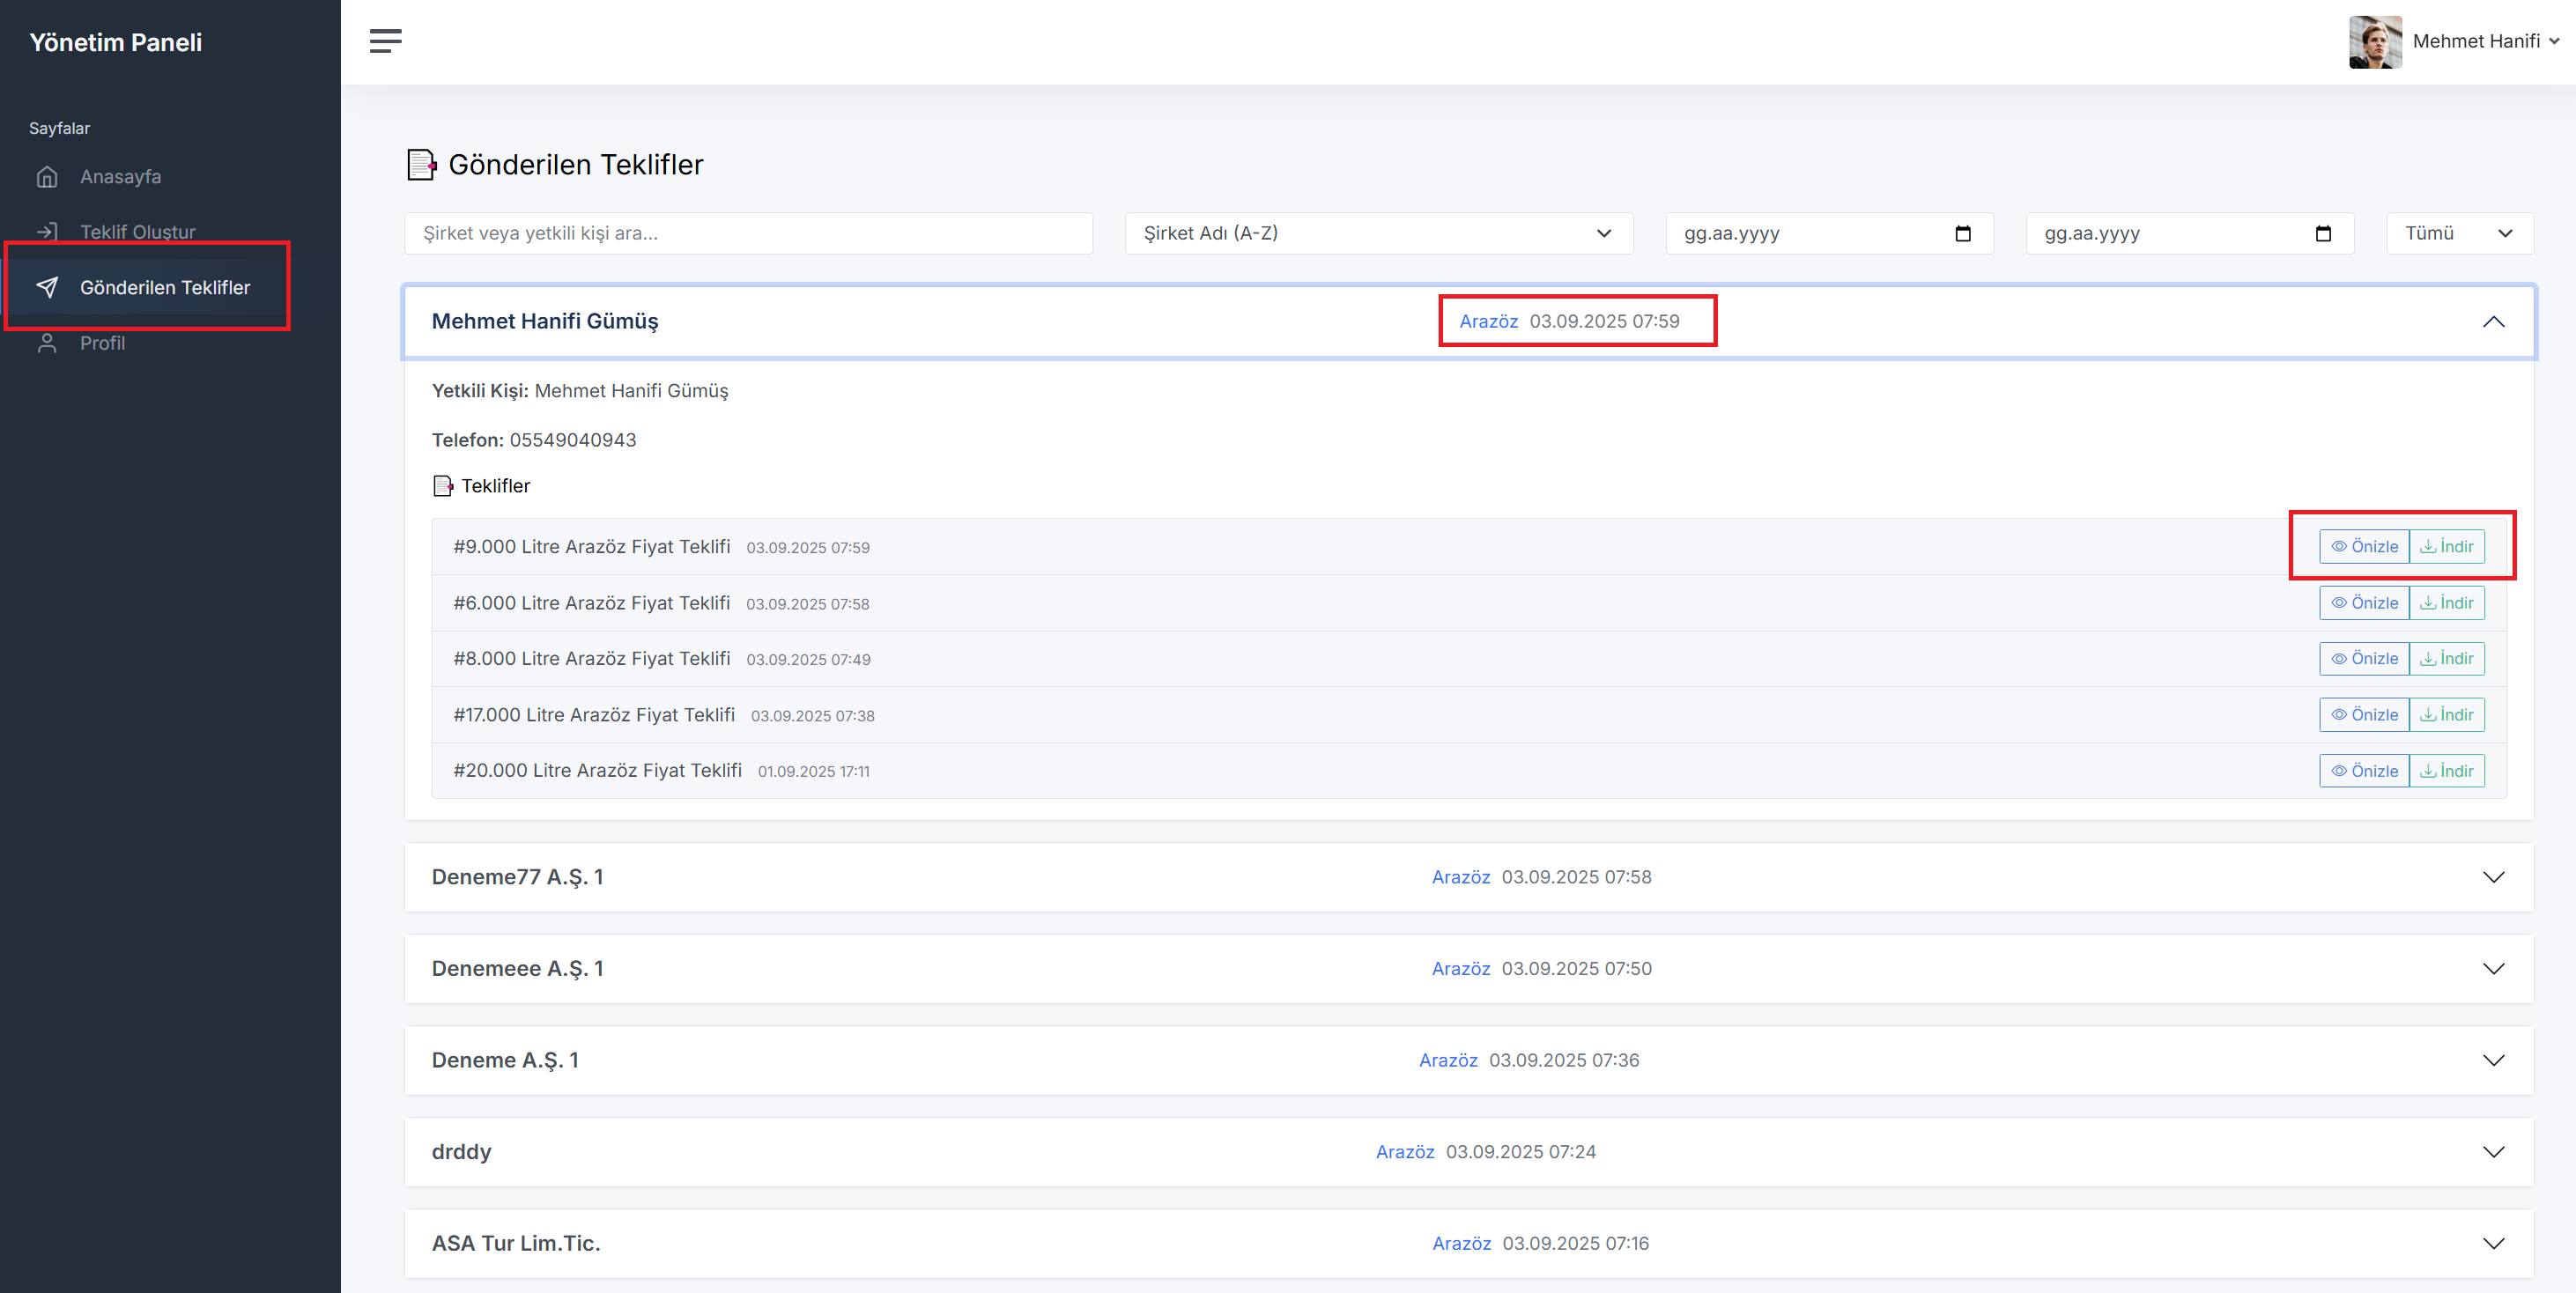 Yönetim Paneli
Mehmet Hanifi
Sayfalar
Anasayfa
Teklif Oluştur
Gönderilen Teklifler
Profil
Gönderilen Teklifler
Şirket veya yetkili kişi ara...
Şirket Adı (A-Z)
gg.aa.yyyy
gg.aa.yyyy
Tümü
Mehmet Hanifi Gümüş Arazöz 03.09.2025 07:59
Yetkili Kişi: Mehmet Hanifi Gümüş
Telefon: 05549040943
Teklifler
#9.000 Litre Arazöz Fiyat Teklifi 03.09.2025 07:59 Önizle İndir
#6.000 Litre Arazöz Fiyat Teklifi 03.09.2025 07:58 Önizle İndir
#8.000 Litre Arazöz Fiyat Teklifi 03.09.2025 07:49 Önizle İndir
#17.000 Litre Arazöz Fiyat Teklifi 03.09.2025 07:38 Önizle İndir
#20.000 Litre Arazöz Fiyat Teklifi 01.09.2025 17:11 Önizle İndir
Deneme77 A.Ş. 1 Arazöz 03.09.2025 07:58
Denemeee A.Ş. 1 Arazöz 03.09.2025 07:50
Deneme A.Ş. 1 Arazöz 03.09.2025 07:36
drddy Arazöz 03.09.2025 07:24
ASA Tur Lim.Tic. Arazöz 03.09.2025 07:16